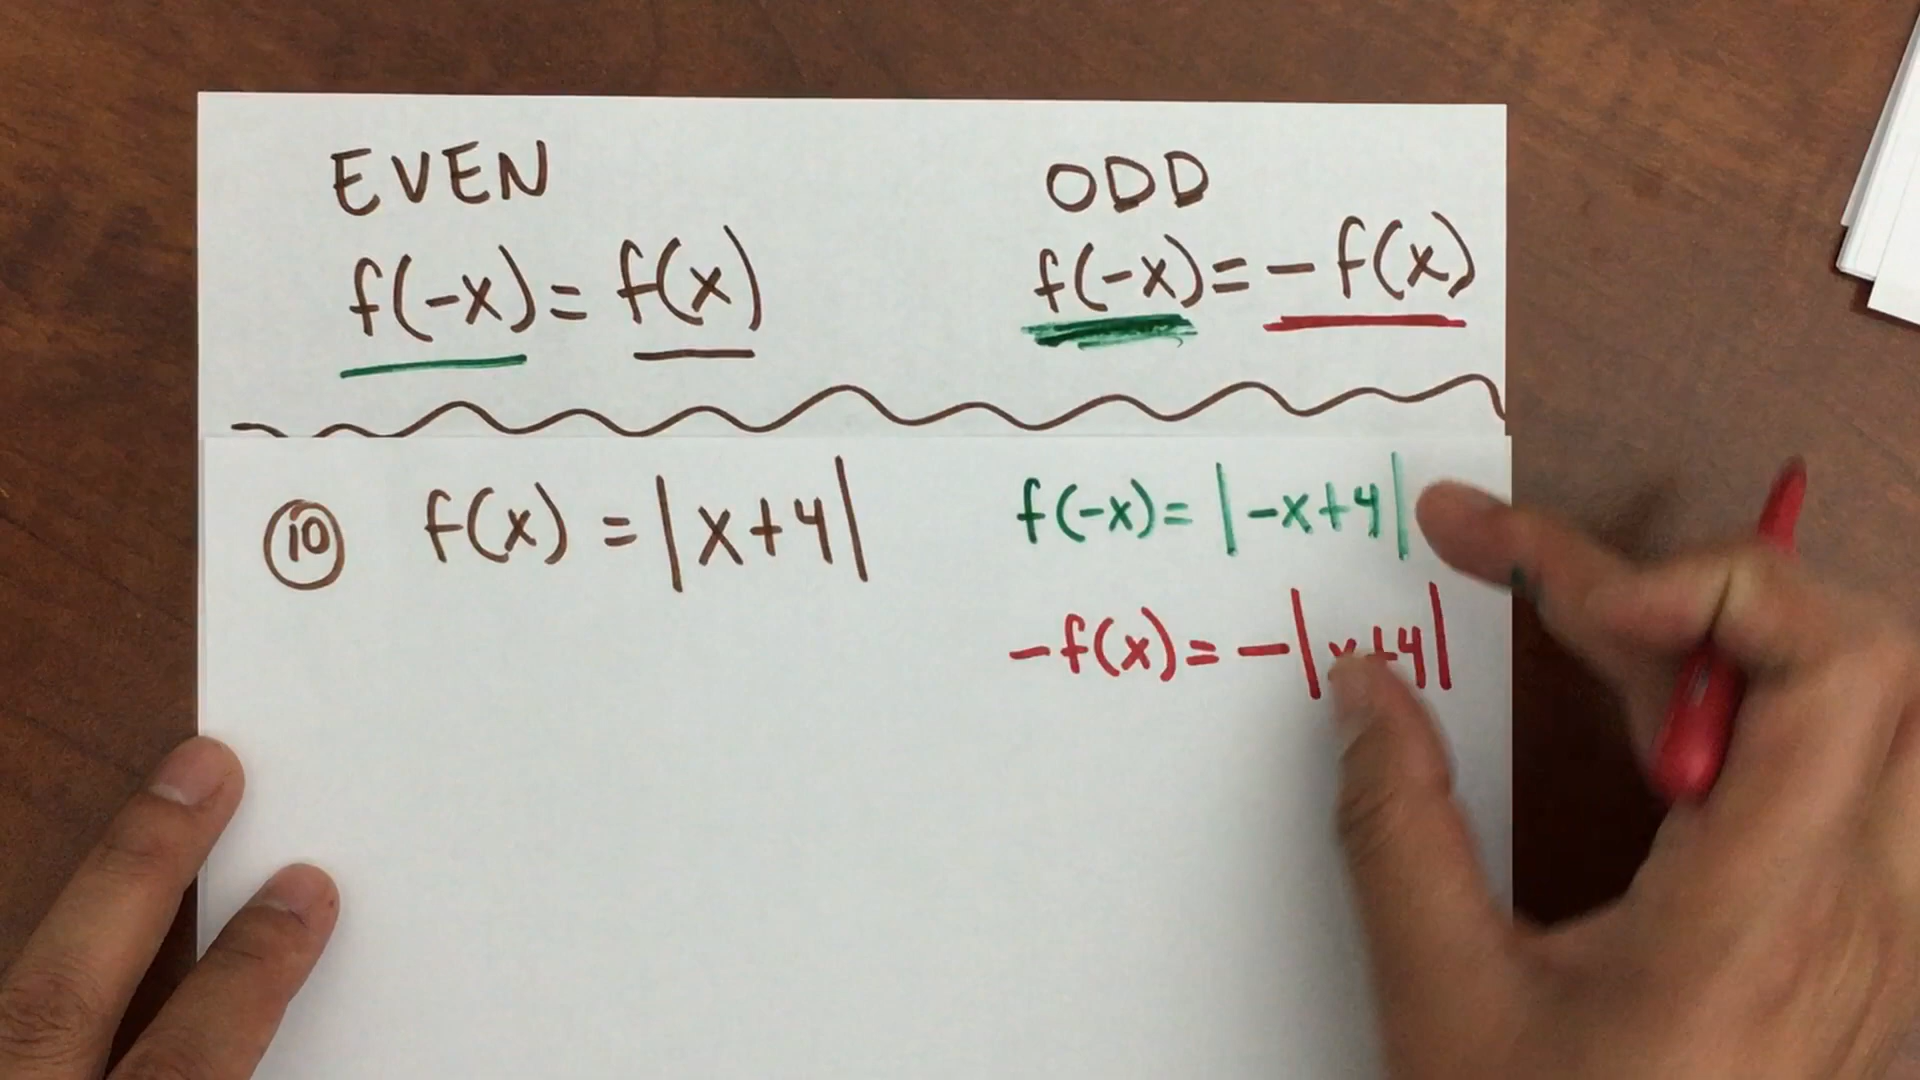 EVEN
f(-x) = f(x)
ODD
f(-x) = -f(x)
10 f(x) = |x+4|
f(-x) = |-x+4|
-f(x) = -|x+4|